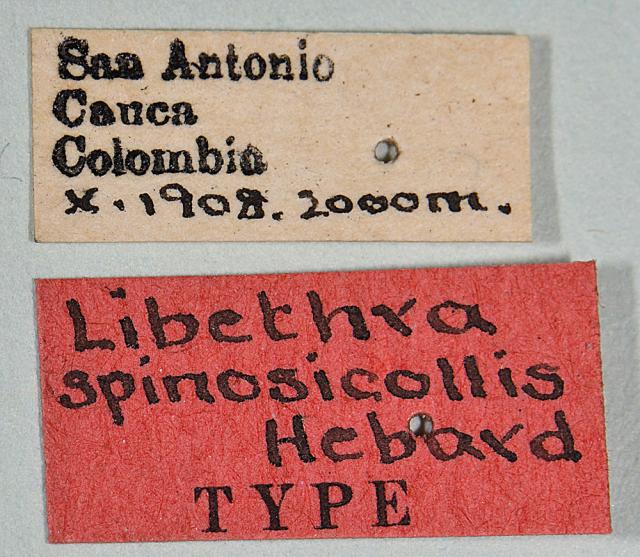 San Antonio
Cauca
Colombia
X.1908. 2000m.
Libethra
spinosicollis
Hebard
TYPE